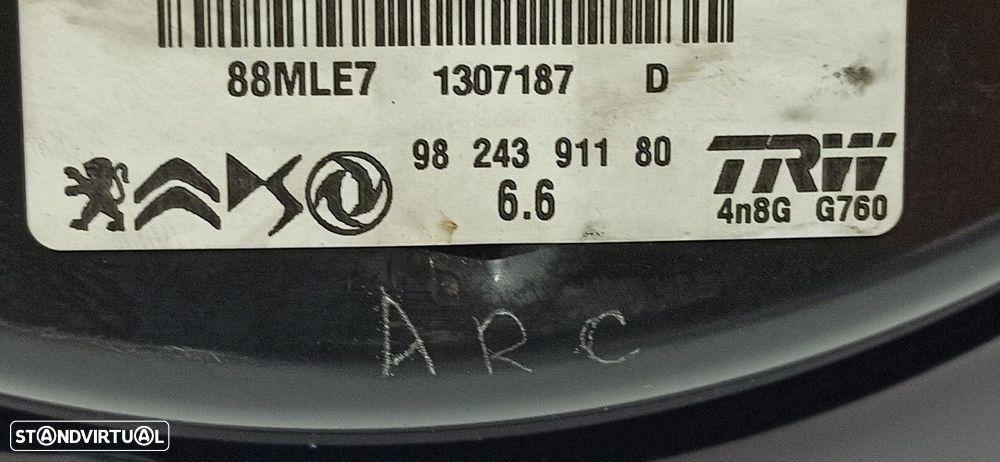 88MLE7 1307187 D
98 243 911 80
6.6
TRW
4n8G G760
ARC
STANDVIRTUAL